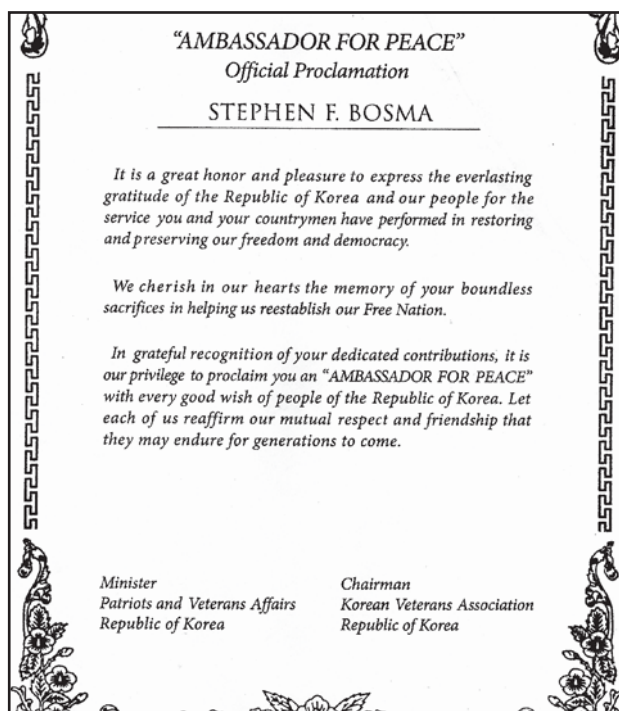 “AMBASSADOR FOR PEACE”
Official Proclamation
STEPHEN F. BOSMA
It is a great honor and pleasure to express the everlasting
gratitude of the Republic of Korea and our people for the
service you and your countrymen have performed in restoring
and preserving our freedom and democracy.
We cherish in our hearts the memory of your boundless
sacrifices in helping us reestablish our Free Nation.
In grateful recognition of your dedicated contributions, it is
our privilege to proclaim you an “AMBASSADOR FOR PEACE”
with every good wish of people of the Republic of Korea. Let
each of us reaffirm our mutual respect and friendship that
they may endure for generations to come.
Minister
Patriots and Veterans Affairs
Republic of Korea
Chairman
Korean Veterans Association
Republic of Korea